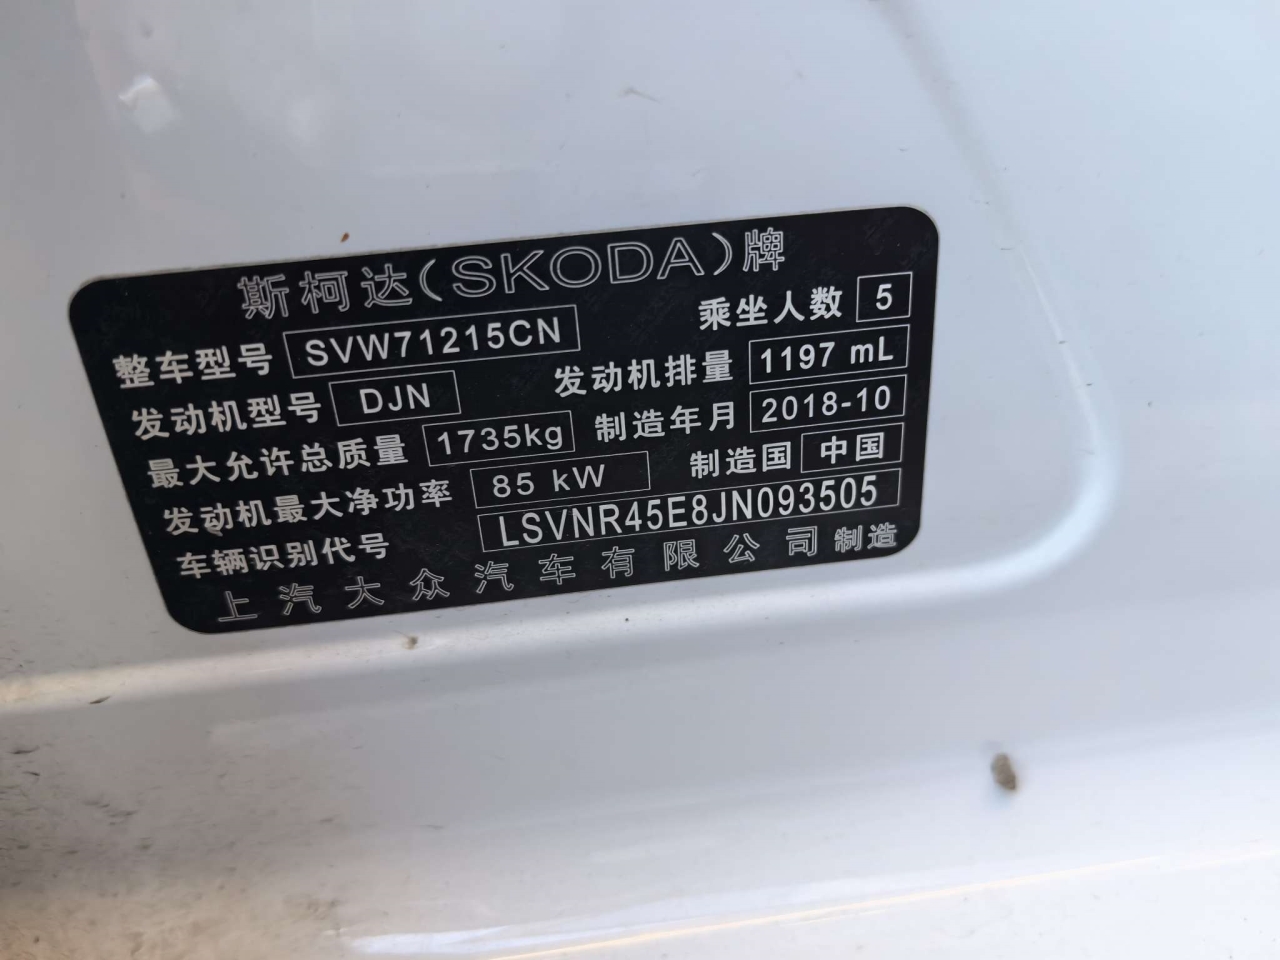 斯柯达(SKODA)牌
整车型号 SVW71215CN 乘坐人数 5
发动机型号 DJN 发动机排量 1197 mL
最大允许总质量 1735kg 制造年月 2018-10
发动机最大净功率 85 kW 制造国 中国
车辆识别代号 LSVNR45E8JN093505
上汽大众汽车有限公司 制造